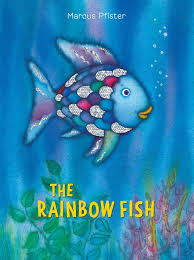 Marcus Pfister
THE
RAINBOW FISH